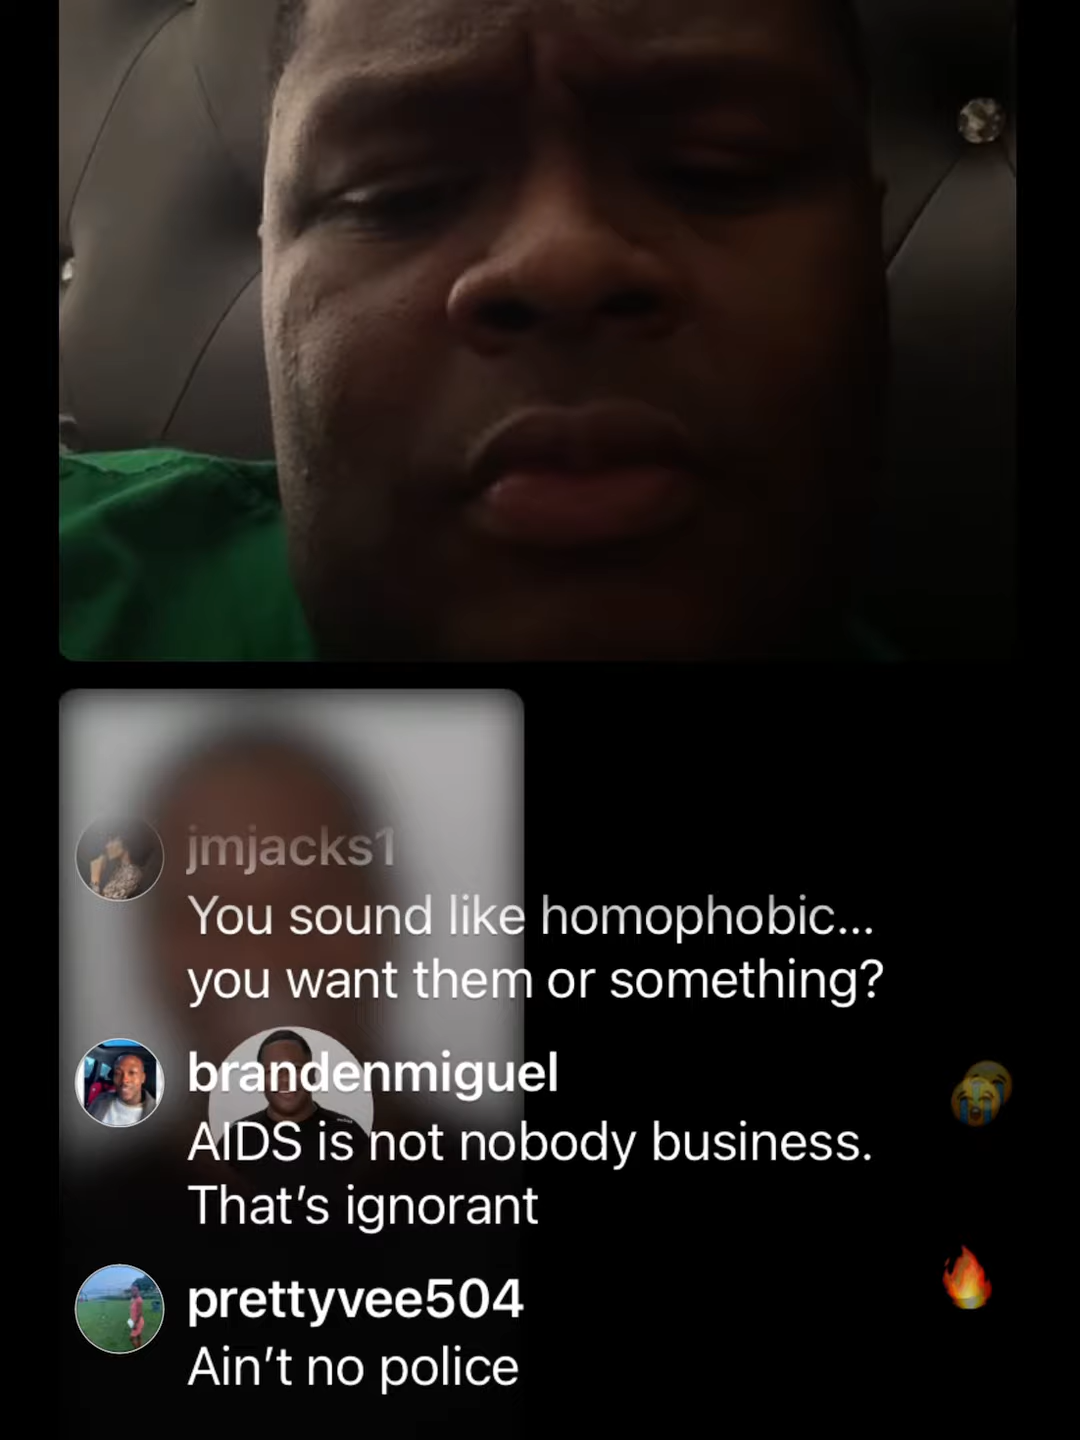 jmjacks1
You sound like homophobic...
you want them or something?
brandenmiguel
AIDS is not nobody business.
That's ignorant
prettyvee504
Ain't no police